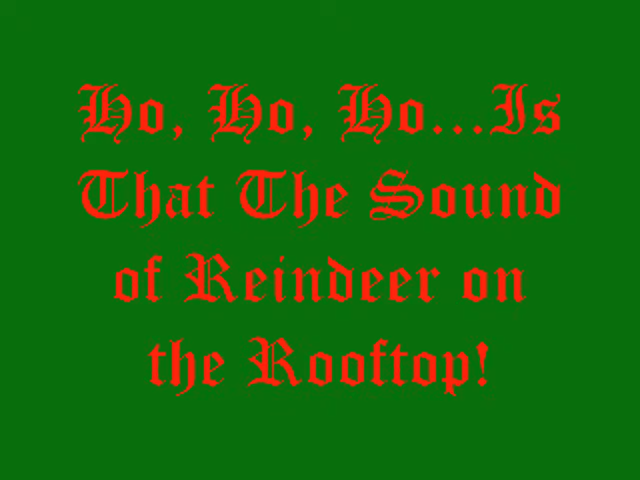 Ho, Ho, Ho...Is
That The Sound
of Reindeer on
the Rooftop!